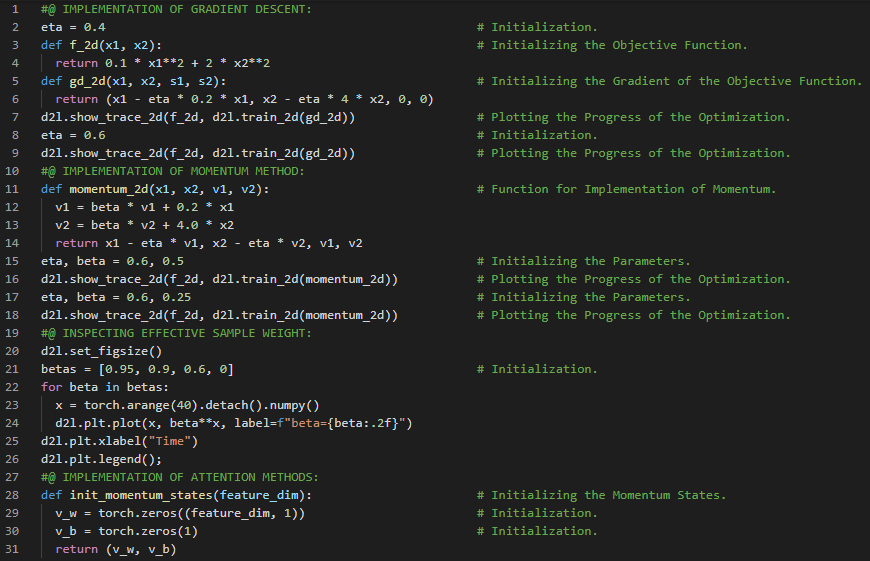 1 #@ IMPLEMENTATION OF GRADIENT DESCENT:
2 eta = 0.4 # Initialization.
3 def f_2d(x1, x2): # Initializing the Objective Function.
4 return 0.1 * x1**2 + 2 * x2**2
5 def gd_2d(x1, x2, s1, s2): # Initializing the Gradient of the Objective Function.
6 return (x1 - eta * 0.2 * x1, x2 - eta * 4 * x2, 0, 0)
7 d2l.show_trace_2d(f_2d, d2l.train_2d(gd_2d)) # Plotting the Progress of the Optimization.
8 eta = 0.6 # Initialization.
9 d2l.show_trace_2d(f_2d, d2l.train_2d(gd_2d)) # Plotting the Progress of the Optimization.
10 #@ IMPLEMENTATION OF MOMENTUM METHOD:
11 def momentum_2d(x1, x2, v1, v2): # Function for Implementation of Momentum.
12 v1 = beta * v1 + 0.2 * x1
13 v2 = beta * v2 + 4.0 * x2
14 return x1 - eta * v1, x2 - eta * v2, v1, v2
15 eta, beta = 0.6, 0.5 # Initializing the Parameters.
16 d2l.show_trace_2d(f_2d, d2l.train_2d(momentum_2d)) # Plotting the Progress of the Optimization.
17 eta, beta = 0.6, 0.25 # Initializing the Parameters.
18 d2l.show_trace_2d(f_2d, d2l.train_2d(momentum_2d)) # Plotting the Progress of the Optimization.
19 #@ INSPECTING EFFECTIVE SAMPLE WEIGHT:
20 d2l.set_figsize()
21 betas = [0.95, 0.9, 0.6, 0] # Initialization.
22 for beta in betas:
23 x = torch.arange(40).detach().numpy()
24 d2l.plt.plot(x, beta**x, label=f"beta={beta:.2f}")
25 d2l.plt.xlabel("Time")
26 d2l.plt.legend();
27 #@ IMPLEMENTATION OF ATTENTION METHODS:
28 def init_momentum_states(feature_dim): # Initializing the Momentum States.
29 v_w = torch.zeros((feature_dim, 1)) # Initialization.
30 v_b = torch.zeros(1) # Initialization.
31 return (v_w, v_b)